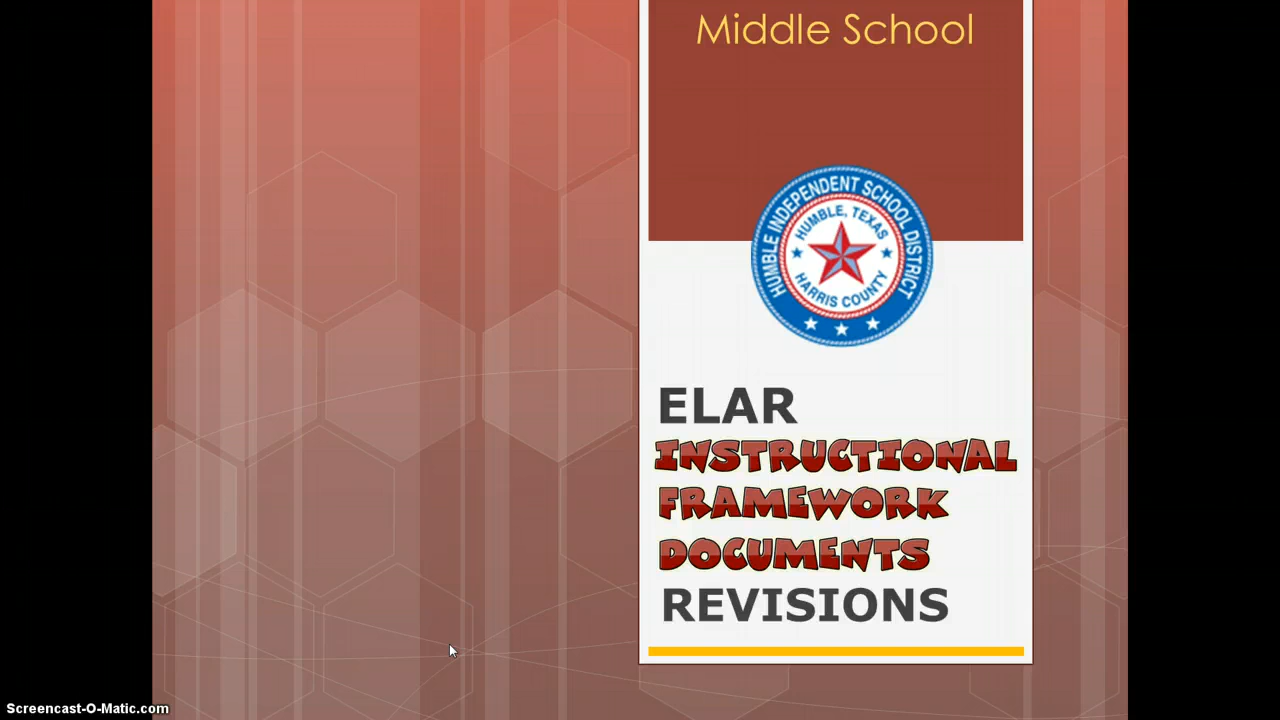 Middle School
HUMBLE INDEPENDENT SCHOOL DISTRICT
HUMBLE, TEXAS
HARRIS COUNTY
ELAR
INSTRUCTIONAL
FRAMEWORK
DOCUMENTS
REVISIONS
Screencast-O-Matic.com